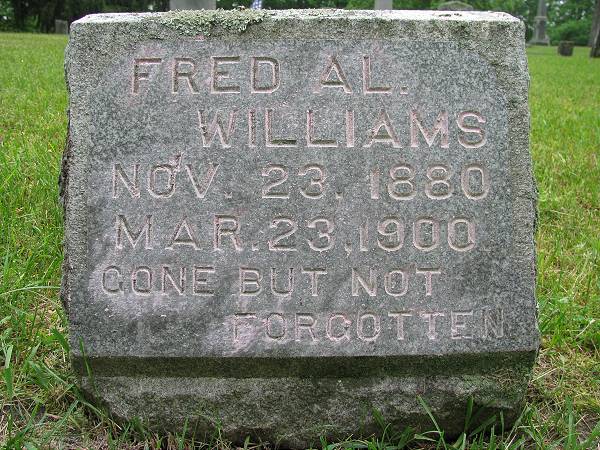 FRED AL.
WILLIAMS
NOV. 23, 1880
MAR. 23, 1900
GONE BUT NOT
FORGOTTEN